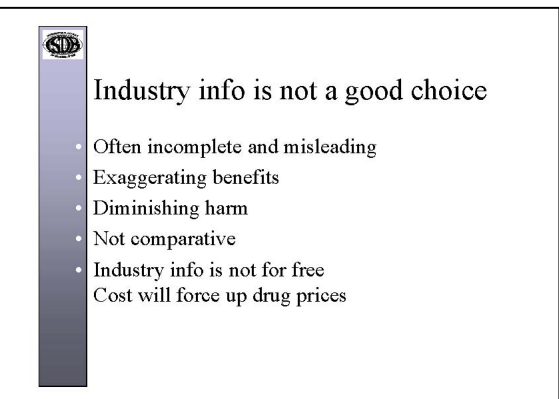 ISDB
Industry info is not a good choice
• Often incomplete and misleading
• Exaggerating benefits
• Diminishing harm
• Not comparative
• Industry info is not for free
Cost will force up drug prices